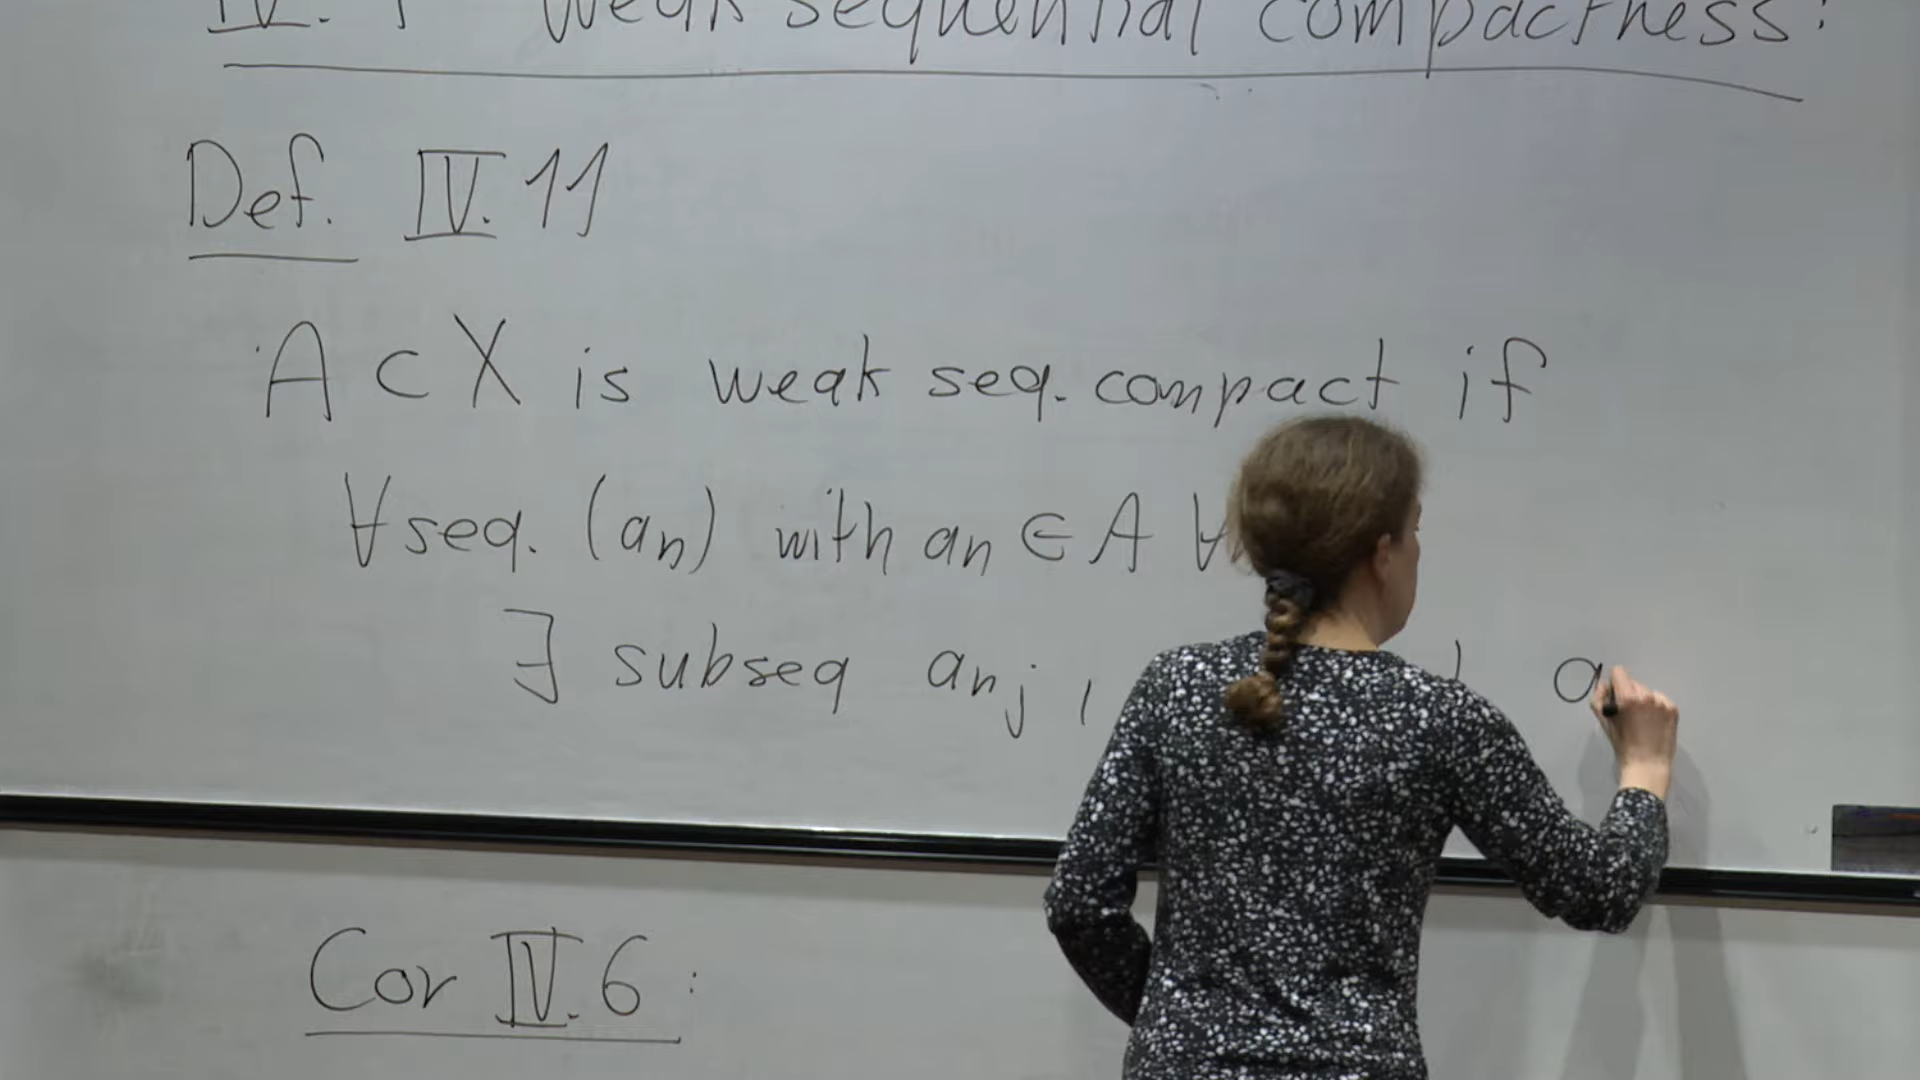 IV. Weak sequential compactness:
Def. IV.11
A ⊂ X is weak seq. compact if
∀ seq. (an) with an ∈ A ∀
∃ subseq anj, a
Cor IV.6: